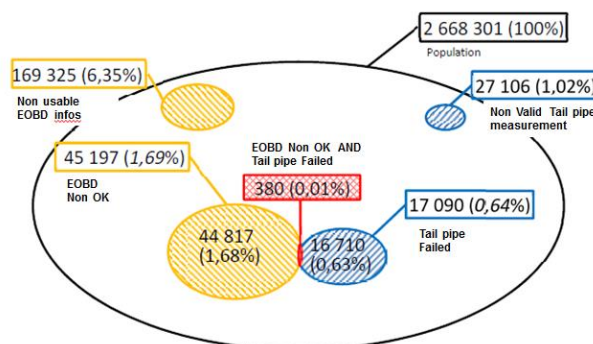 2 668 301 (100%)
Population
169 325 (6,35%)
Non usable
EOBD infos
27 106 (1,02%)
Non Valid Tail pipe
measurement
45 197 (1,69%)
EOBD
Non OK
EOBD Non OK AND
Tail pipe Failed
380 (0,01%)
17 090 (0,64%)
Tail pipe
Failed
44 817
(1,68%)
16 710
(0,63%)